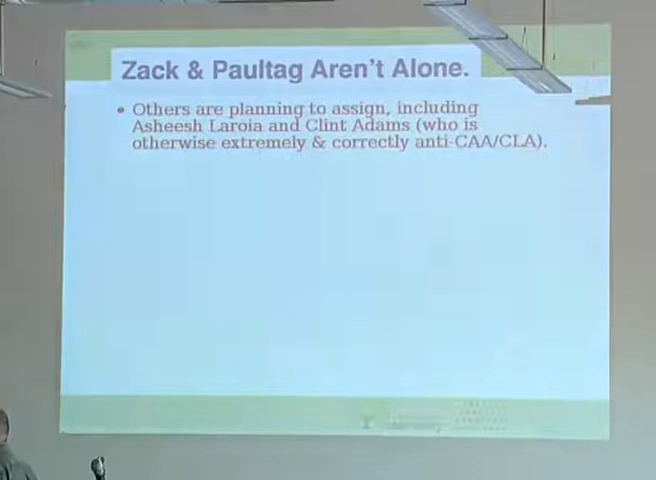 Zack & Paultag Aren't Alone.
• Others are planning to assign, including
Asheesh Laroia and Clint Adams (who is
otherwise extremely & correctly anti-CAA/CLA).